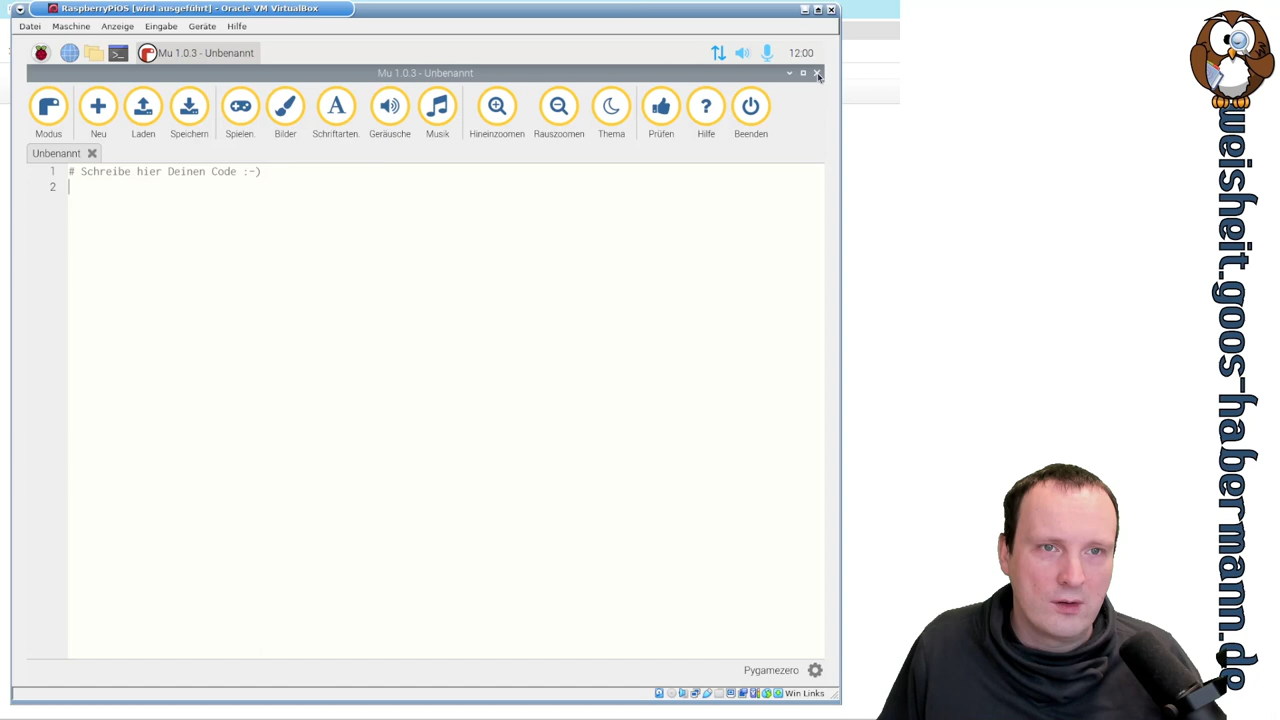 RaspberryPiOS [wird ausgeführt] - Oracle VM VirtualBox
Datei Maschine Anzeige Eingabe Geräte Hilfe
Mu 1.0.3 - Unbenannt
12:00
Mu 1.0.3 - Unbenannt
Modus Neu Laden Speichern Spielen. Bilder Schriftarten. Geräusche Musik Hineinzoomen Rauszoomen Thema Prüfen Hilfe Beenden
Unbenannt
1 # Schreibe hier Deinen Code :-)
2
Pygamezero
Win Links
weisheit.goos-habermann.de